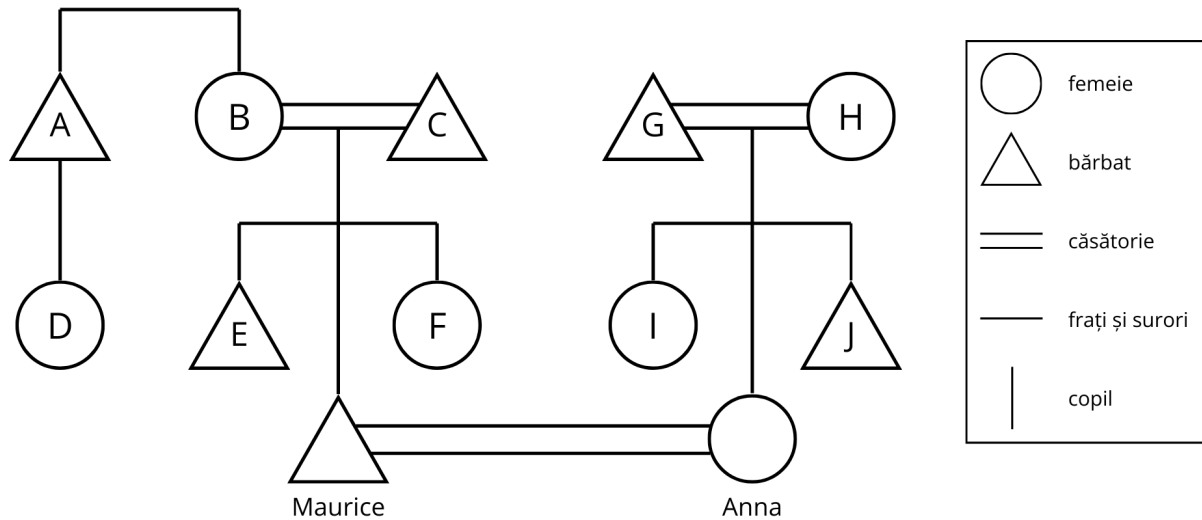 A
B
C
G
H
D
E
F
I
J
Maurice
Anna
femeie
bărbat
căsătorie
frați și surori
copil